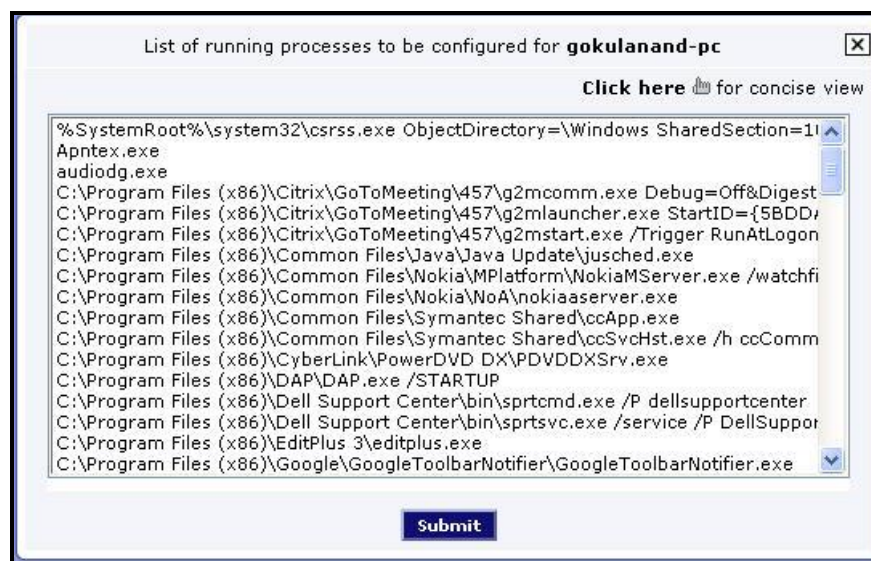 List of running processes to be configured for gokulanand-pc
Click here for concise view
%SystemRoot%\system32\csrss.exe ObjectDirectory=\Windows SharedSection=1
Apntex.exe
audiodg.exe
C:\Program Files (x86)\Citrix\GoToMeeting\457\g2mcomm.exe Debug=Off&Digest
C:\Program Files (x86)\Citrix\GoToMeeting\457\g2mlauncher.exe StartID={5BDD
C:\Program Files (x86)\Citrix\GoToMeeting\457\g2mstart.exe /Trigger RunAtLogon
C:\Program Files (x86)\Common Files\Java\Java Update\jusched.exe
C:\Program Files (x86)\Common Files\Nokia\MPlatform\NokiaMServer.exe /watchfi
C:\Program Files (x86)\Common Files\Nokia\NoA\nokiaaserver.exe
C:\Program Files (x86)\Common Files\Symantec Shared\ccApp.exe
C:\Program Files (x86)\Common Files\Symantec Shared\ccSvcHst.exe /h ccComm
C:\Program Files (x86)\CyberLink\PowerDVD DX\PDVDDXSrv.exe
C:\Program Files (x86)\DAP\DAP.exe /STARTUP
C:\Program Files (x86)\Dell Support Center\bin\sprtcmd.exe /P dellsupportcenter
C:\Program Files (x86)\Dell Support Center\bin\sprtsvc.exe /service /P DellSuppor
C:\Program Files (x86)\EditPlus 3\editplus.exe
C:\Program Files (x86)\Google\GoogleToolbarNotifier\GoogleToolbarNotifier.exe
Submit